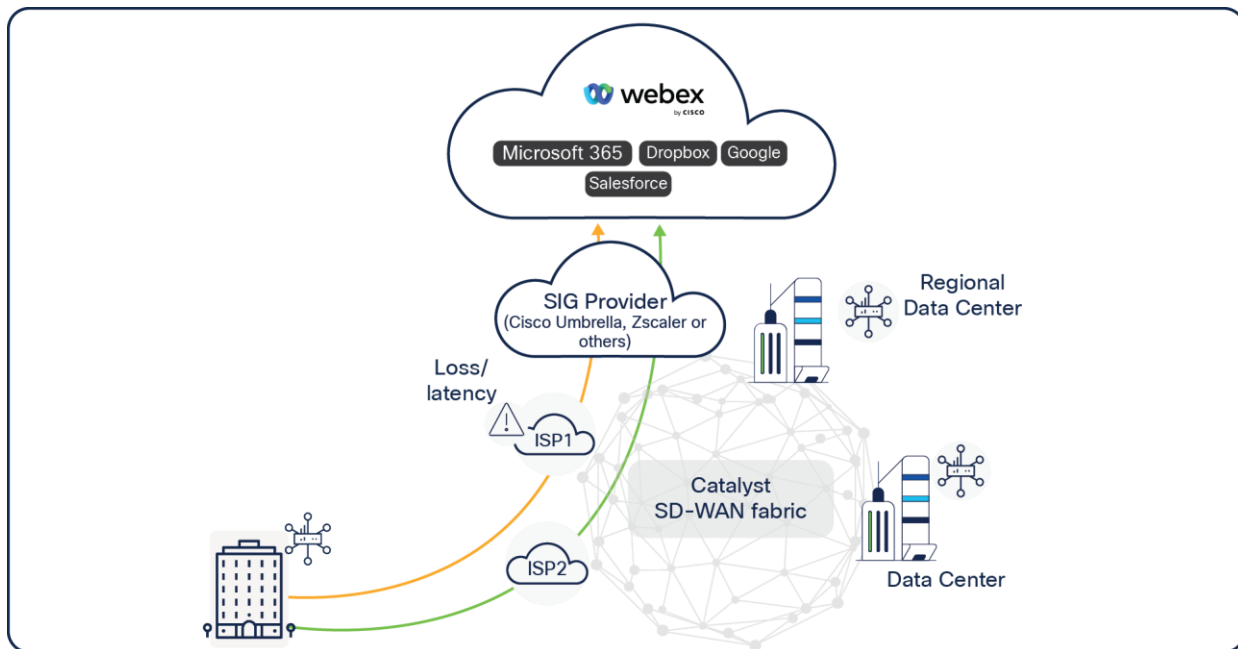 webex
by CISCO
Microsoft 365
Dropbox
Google
Salesforce
SIG Provider
(Cisco Umbrella, Zscaler or
others)
Regional
Data Center
Loss/
latency
ISP1
Catalyst
SD-WAN fabric
ISP2
Data Center